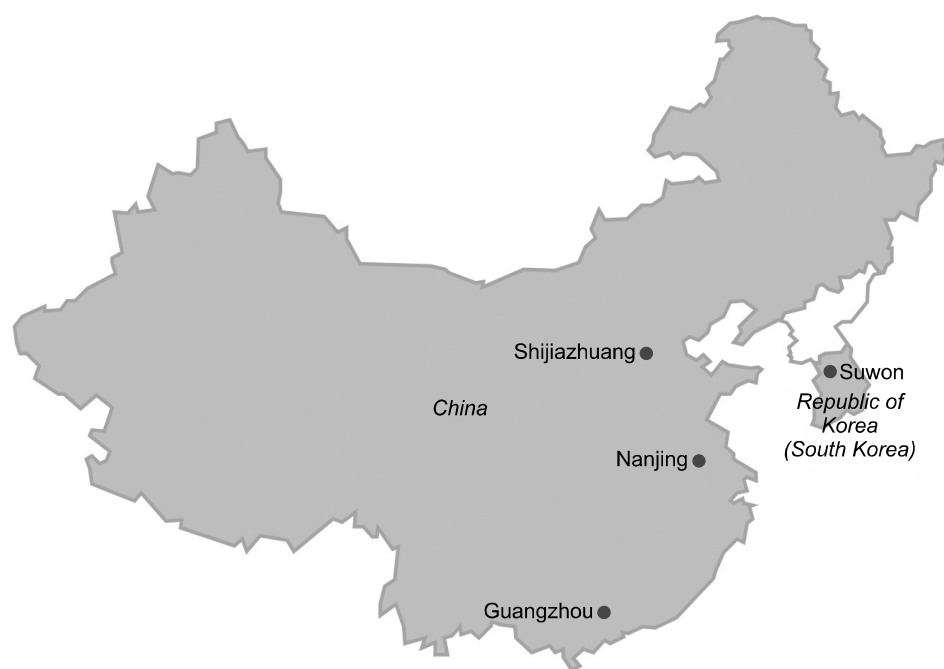 Shijiazhuang
Suwon
China
Republic of
Korea
(South Korea)
Nanjing
Guangzhou